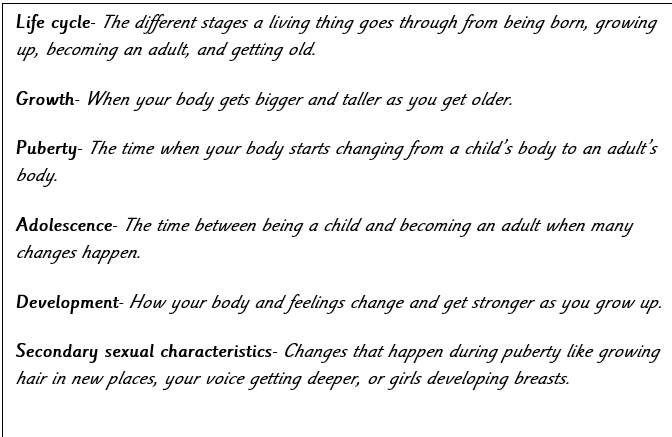 Life cycle- The different stages a living thing goes through from being born, growing
up, becoming an adult, and getting old.
Growth- When your body gets bigger and taller as you get older.
Puberty- The time when your body starts changing from a child’s body to an adult’s
body.
Adolescence- The time between being a child and becoming an adult when many
changes happen.
Development- How your body and feelings change and get stronger as you grow up.
Secondary sexual characteristics- Changes that happen during puberty like growing
hair in new places, your voice getting deeper, or girls developing breasts.